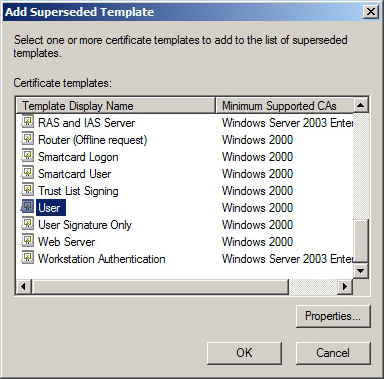 Add Superseded Template
Select one or more certificate templates to add to the list of superseded
templates.
Certificate templates:
Template Display Name Minimum Supported CAs
RAS and IAS Server Windows Server 2003 Enter
Router (Offline request) Windows 2000
Smartcard Logon Windows 2000
Smartcard User Windows 2000
Trust List Signing Windows 2000
User Windows 2000
User Signature Only Windows 2000
Web Server Windows 2000
Workstation Authentication Windows Server 2003 Enter
Properties...
OK Cancel